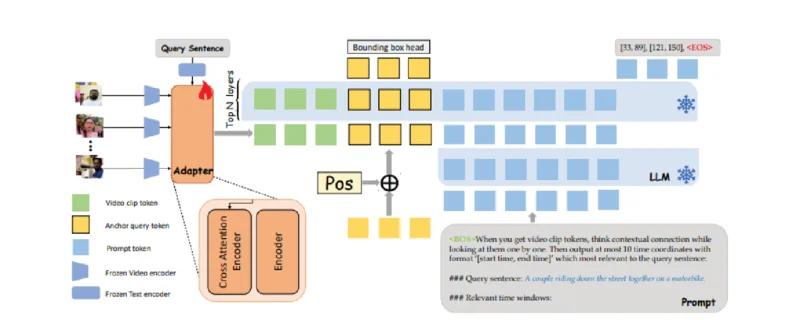 Query Sentence
Bounding box head
[33, 89], [121, 150], <EOS>
Top N layers
Adapter
Pos
LLM
Video clip token
Anchor query token
Prompt token
Frozen Video encoder
Frozen Text encoder
Cross Attention
Encoder
Encoder
<BOS>When you get video clip tokens, think contextual connection while
looking at them one by one. Then output at most 10 time coordinates with
format '[start time, end time]' which most relevant to the query sentence:
### Query sentence: A couple riding down the street together on a motorbike.
### Relevant time windows:
Prompt